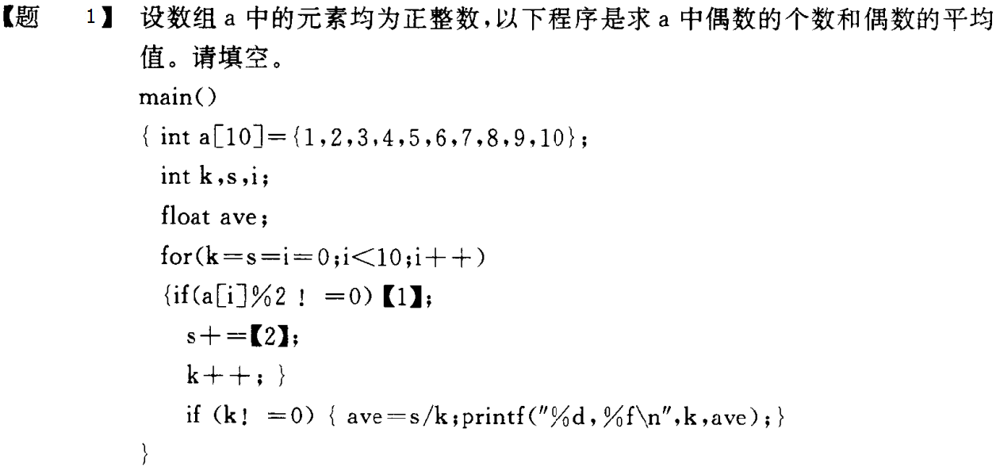 【题 1】 设数组 a 中的元素均为正整数,以下程序是求 a 中偶数的个数和偶数的平均
值。请填空。
main()
{ int a[10]={1,2,3,4,5,6,7,8,9,10};
int k,s,i;
float ave;
for(k=s=i=0;i<10;i++)
{if(a[i]%2 ! =0)【1】;
s+=【2】;
k++; }
if (k! =0) { ave=s/k;printf("%d,%f\n",k,ave);}
}